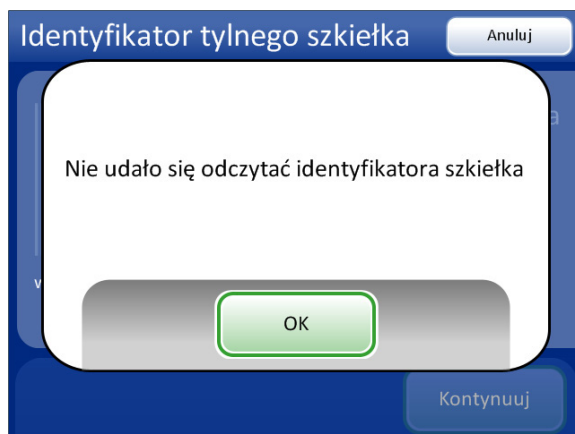 Identyfikator tylnego szkiełka
Anuluj
Nie udało się odczytać identyfikatora szkiełka
OK
Kontynuuj